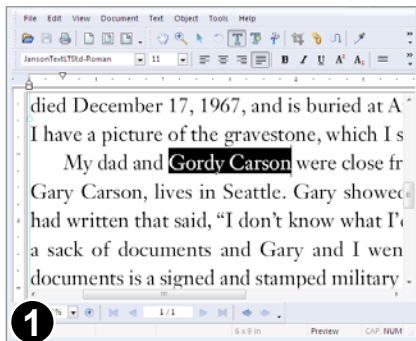 File Edit View Document Text Object Tools Help
JansonTextLTStd-Roman 11 B I U A A
died December 17, 1967, and is buried at A
I have a picture of the gravestone, which I s
My dad and Gordy Carson were close fr
Gary Carson, lives in Seattle. Gary showed
had written that said, “I don’t know what I’
a sack of documents and Gary and I wen
documents is a signed and stamped military
% 1/1
1 6 x 9 in Preview CAP NUM